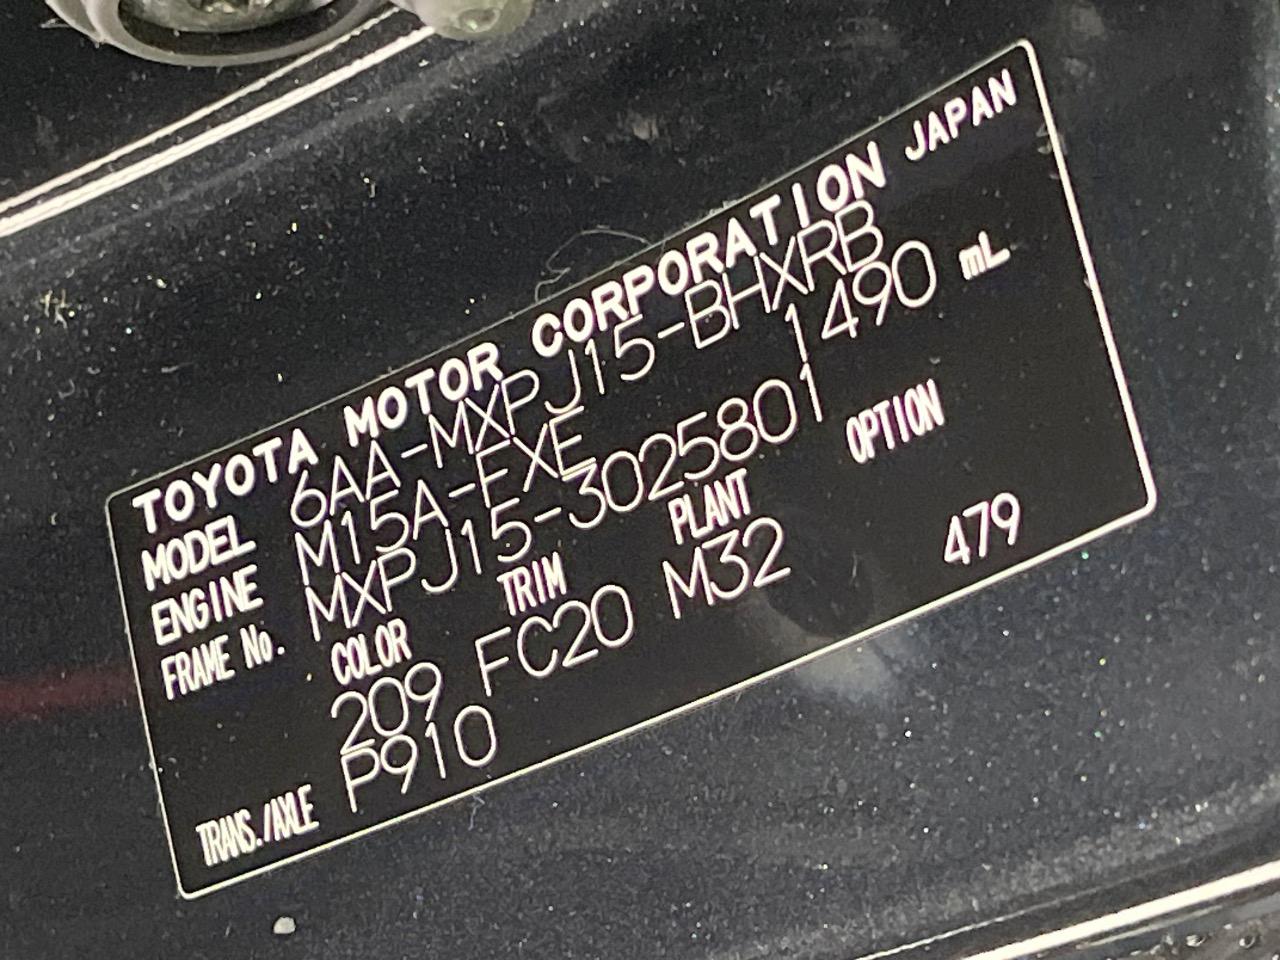 TOYOTA MOTOR CORPORATION JAPAN
MODEL 6AA-MXPJ15-BHXRB
ENGINE M15A-FXE 1490 mL
FRAME No. MXPJ15-3025801
COLOR TRIM PLANT OPTION
209 FC20 M32 479
TRANS./AXLE P910